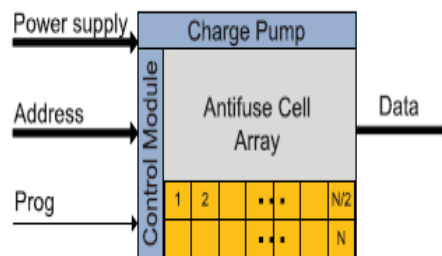 Power supply
Charge Pump
Control Module
Address
Antifuse Cell
Array
Data
Prog
1 2 ... N/2
... N